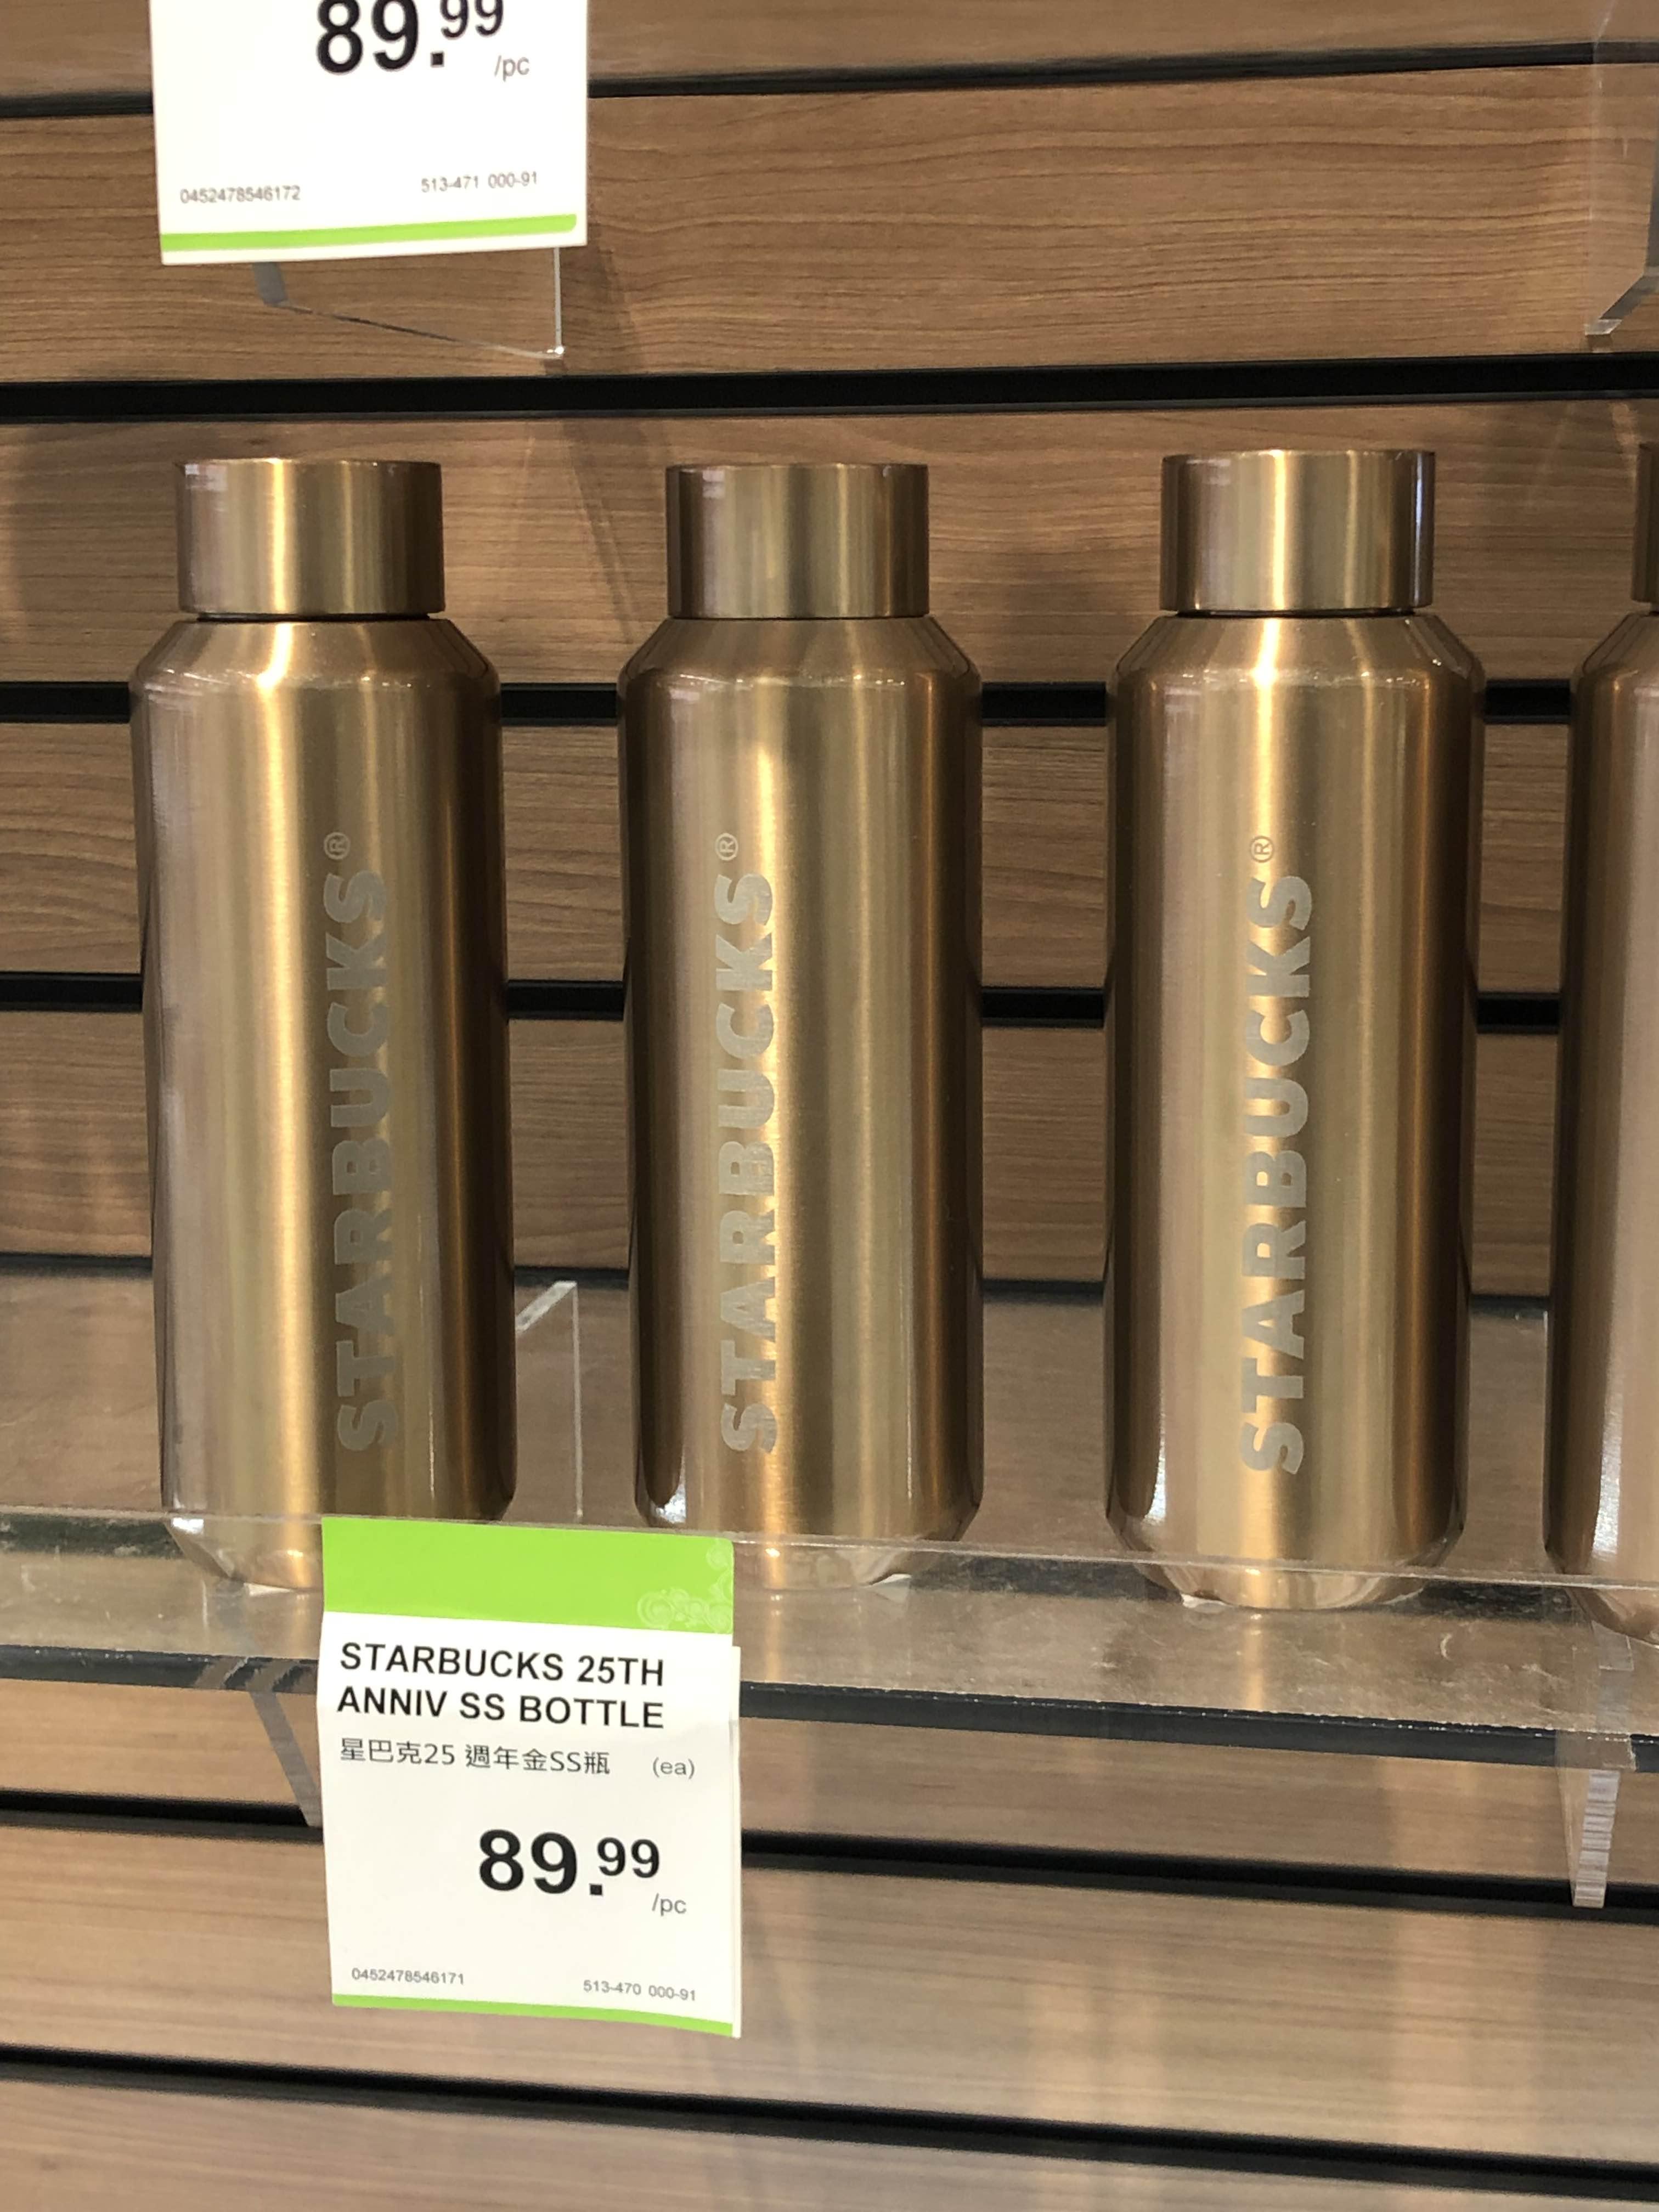 89.99
/pc
0452478546172 513-471 000-91
STARBUCKS®
STARBUCKS®
STARBUCKS®
STARBUCKS 25TH
ANNIV SS BOTTLE
星巴克25 週年金SS瓶 (ea)
89.99
/pc
0452478546171 513-470 000-91